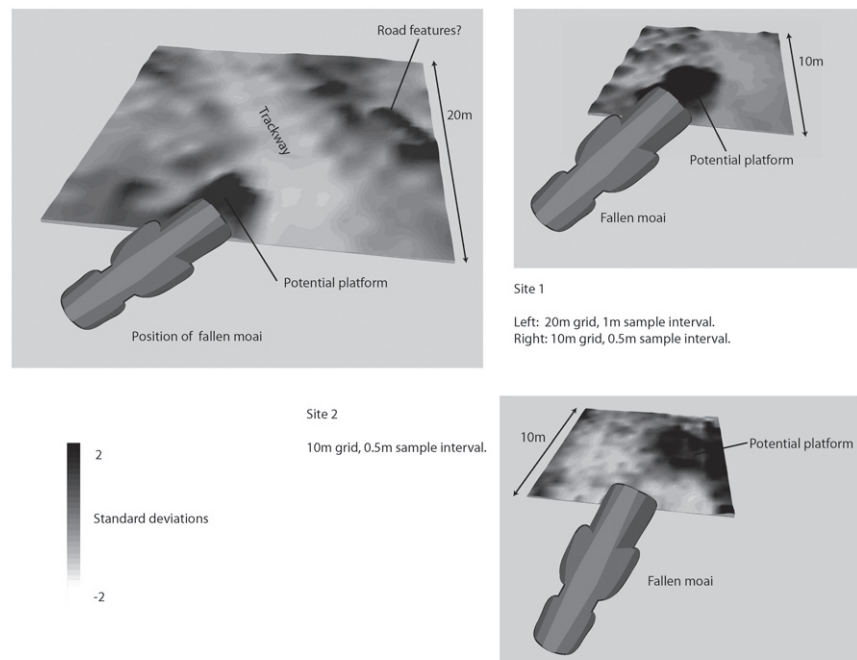 Road features?
20m
Trackway
Potential platform
Position of fallen moai
10m
Potential platform
Fallen moai
Site 1
Left: 20m grid, 1m sample interval.
Right: 10m grid, 0.5m sample interval.
Site 2
10m grid, 0.5m sample interval.
2
Standard deviations
-2
10m
Potential platform
Fallen moai